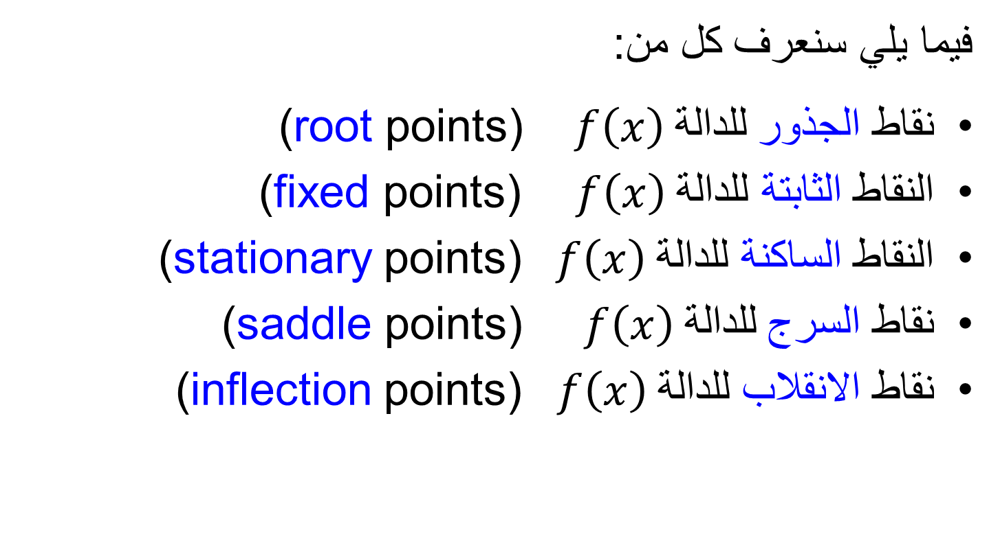 فيما يلي سنعرف كل من:
• نقاط الجذور للدالة f(x) (root points)
• النقاط الثابتة للدالة f(x) (fixed points)
• النقاط الساكنة للدالة f(x) (stationary points)
• نقاط السرج للدالة f(x) (saddle points)
• نقاط الانقلاب للدالة f(x) (inflection points)